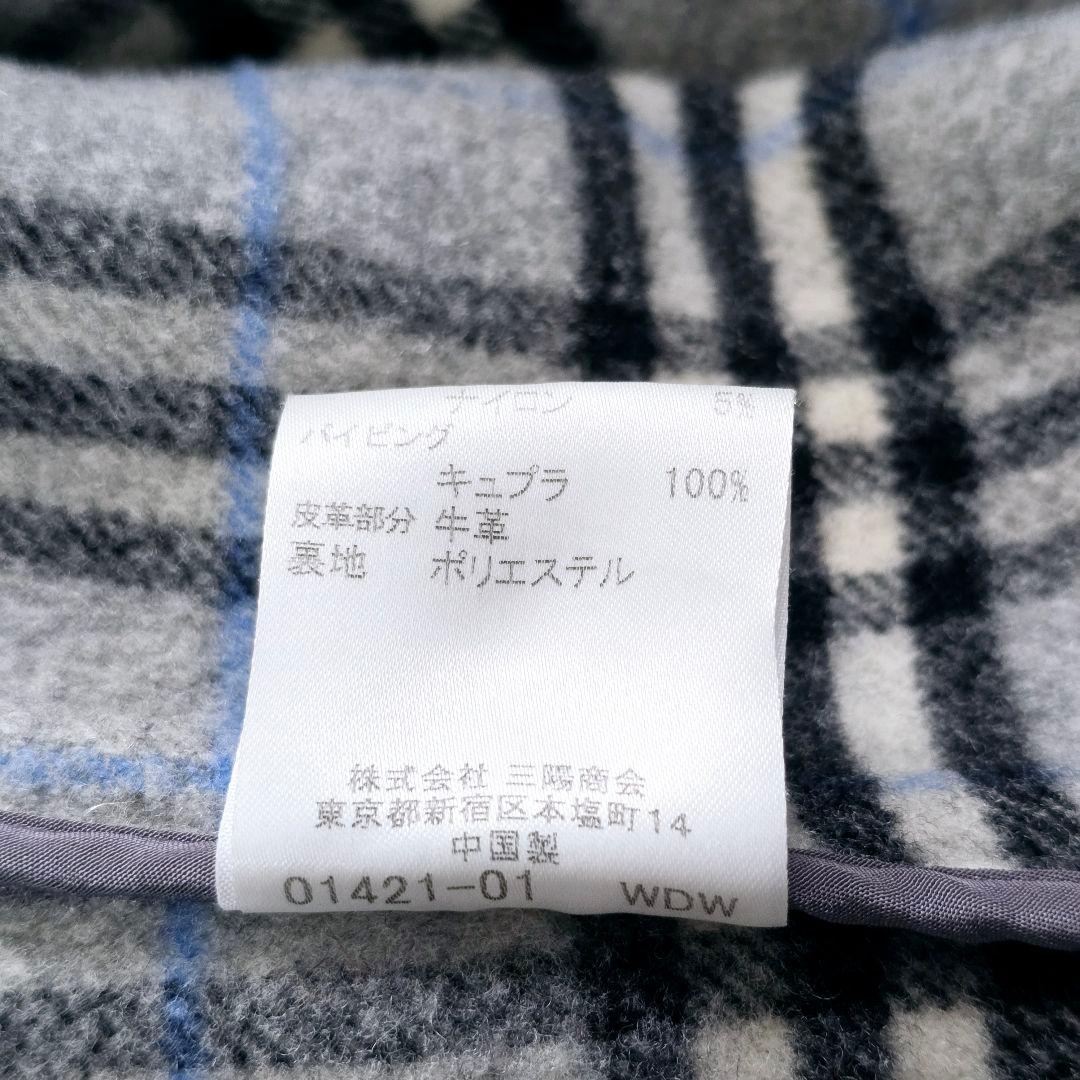 ナイロン 5%
パイピング
キュプラ 100%
皮革部分 牛革
裏地 ポリエステル
株式会社 三陽商会
東京都新宿区本塩町14
中国製
01421-01 WDW